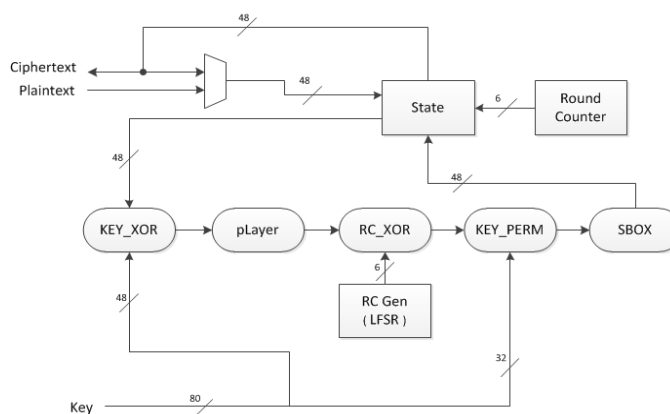 48
Ciphertext
Plaintext
48
State
6
Round
Counter
48
48
KEY_XOR
pLayer
RC_XOR
KEY_PERM
SBOX
6
48
RC Gen
( LFSR )
32
Key
80